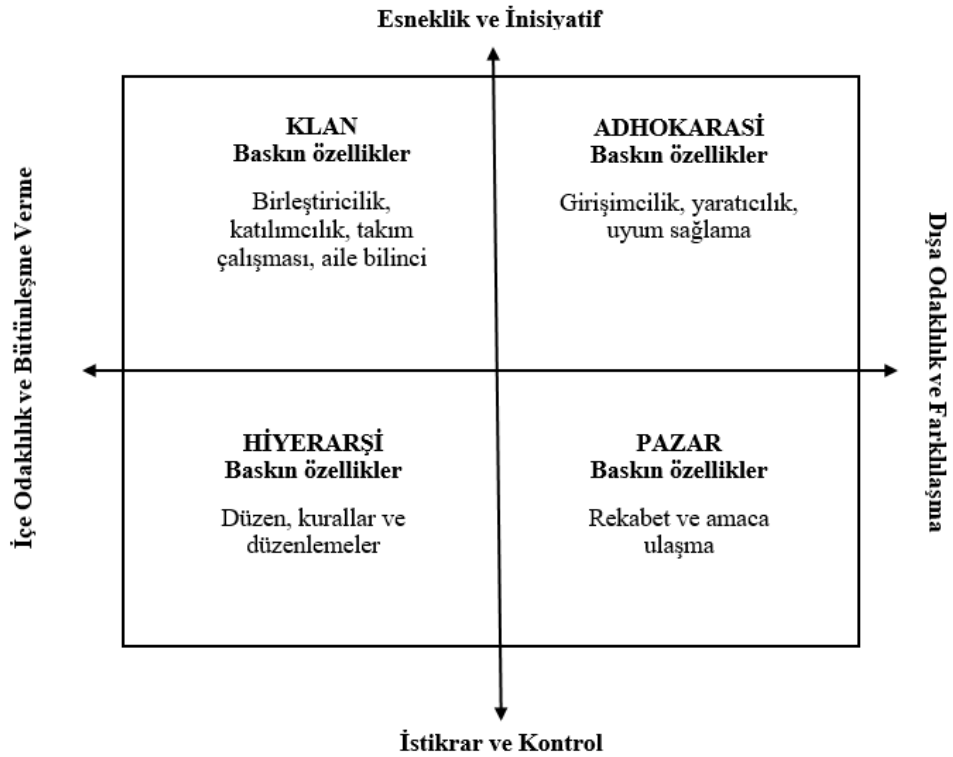 Esneklik ve İnisiyatif
KLAN
Baskın özellikler
Birleştiricilik,
katılımcılık, takım
çalışması, aile bilinci
ADHOKARASİ
Baskın özellikler
Girişimcilik, yaratıcılık,
uyum sağlama
İçe Odaklılık ve Bütünleşme Verme
Dışa Odaklılık ve Farklılaşma
HİYERARŞİ
Baskın özellikler
Düzen, kurallar ve
düzenlemeler
PAZAR
Baskın özellikler
Rekabet ve amaca
ulaşma
İstikrar ve Kontrol